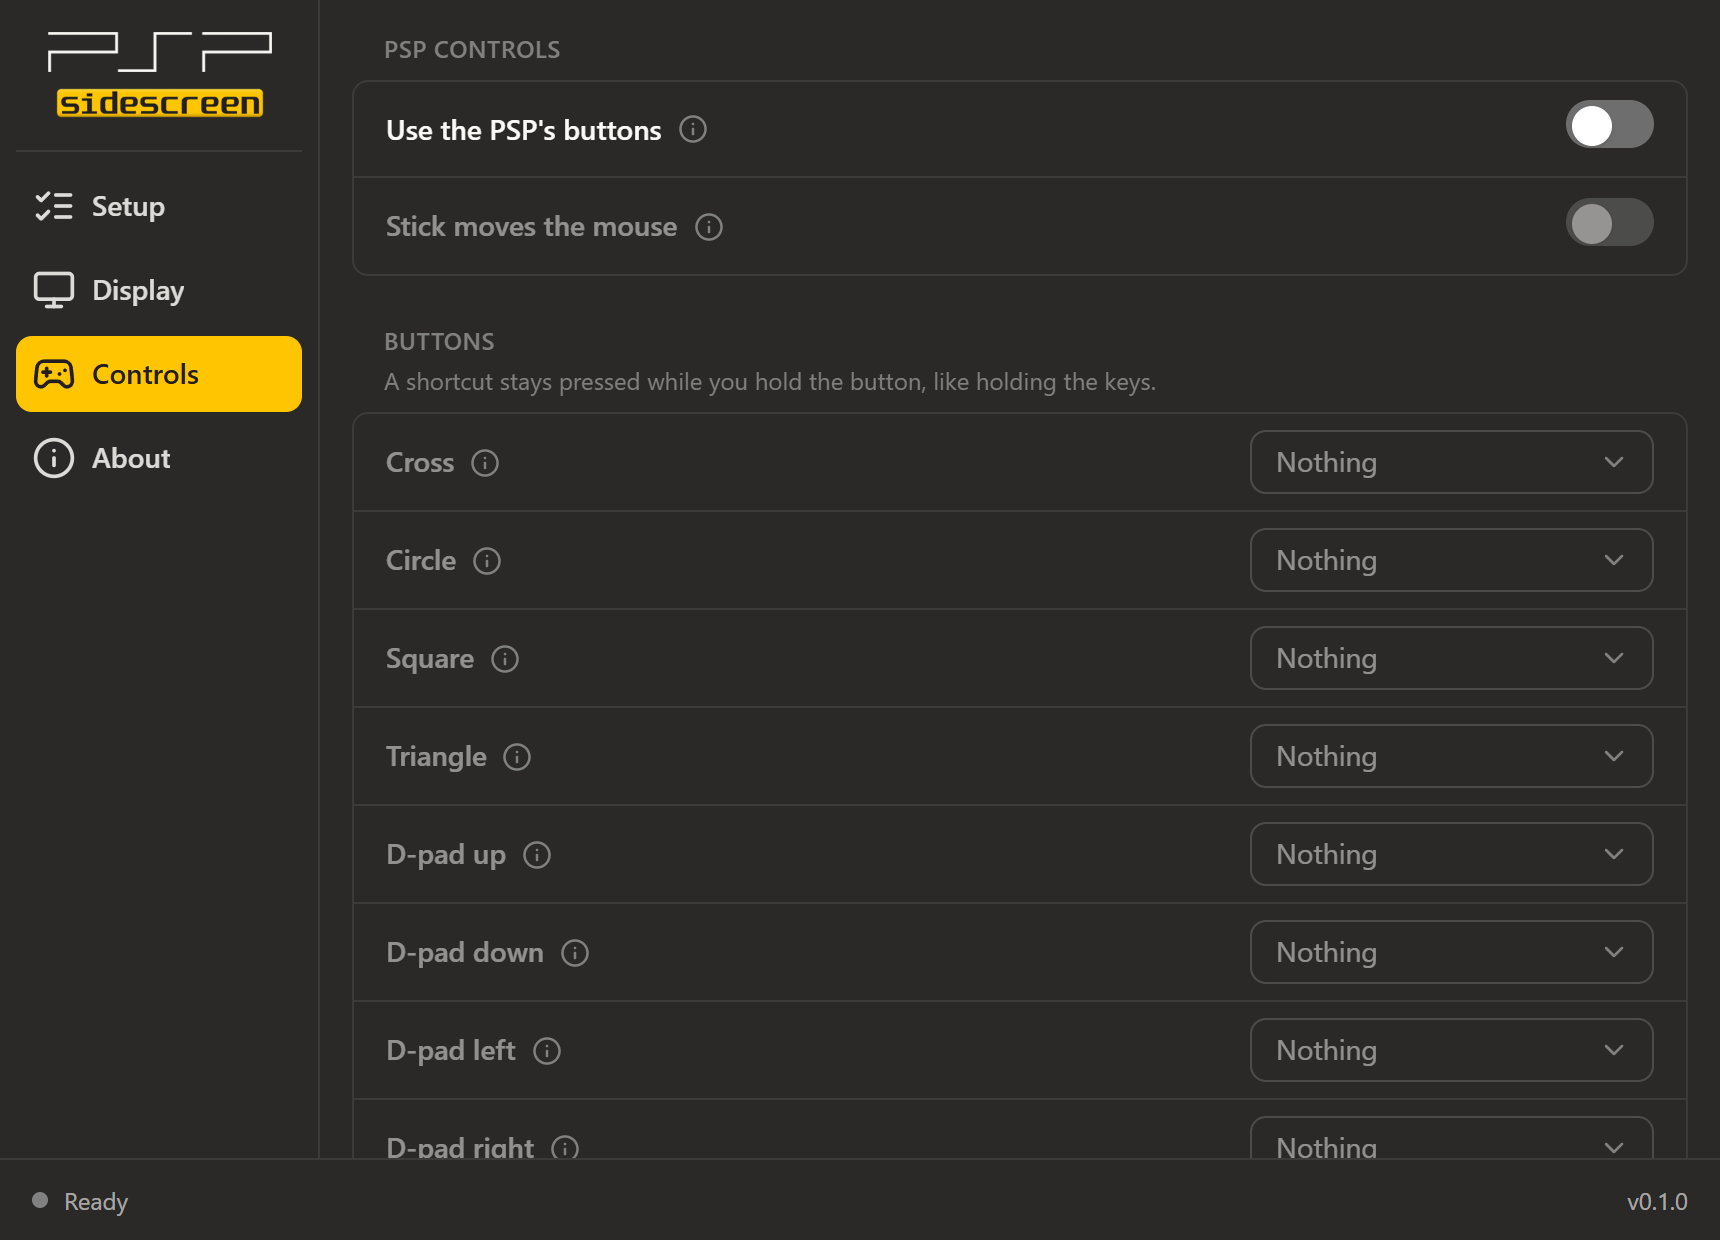 PSP
sidescreen
Setup
Display
Controls
About
PSP CONTROLS
Use the PSP's buttons
Stick moves the mouse
BUTTONS
A shortcut stays pressed while you hold the button, like holding the keys.
Cross Nothing
Circle Nothing
Square Nothing
Triangle Nothing
D-pad up Nothing
D-pad down Nothing
D-pad left Nothing
D-pad right Nothing
Ready v0.1.0